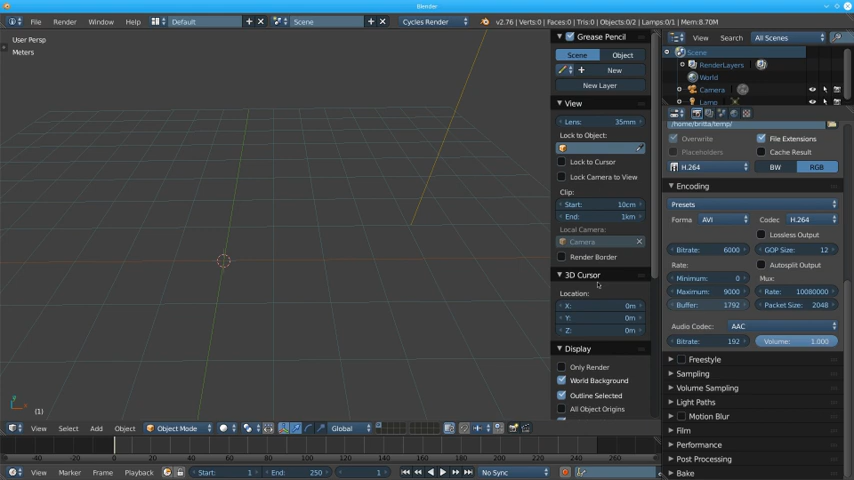 Blender
File Render Window Help Default Scene Cycles Render v2.76 | Verts:0 | Faces:0 | Tris:0 | Objects:0/2 | Lamps:0/1 | Mem:8.70M
User Persp
Meters
(1)
Grease Pencil
Scene Object
New
New Layer
View
Lens: 35mm
Lock to Object:
Lock to Cursor
Lock Camera to View
Clip:
Start: 10cm
End: 1km
Local Camera:
Camera
Render Border
3D Cursor
Location:
X: 0m
Y: 0m
Z: 0m
Display
Only Render
World Background
Outline Selected
All Object Origins
View Search All Scenes
Scene
RenderLayers
World
Camera
Lamp
/home/britta/temp/
Overwrite File Extensions
Placeholders Cache Result
H.264 BW RGB
Encoding
Presets
Forma AVI Codec H.264
Lossless Output
Bitrate: 6000 GOP Size: 12
Rate: Autosplit Output
Minimum: 0 Mux:
Maximum: 9000 Rate: 10080000
Buffer: 1792 Packet Size: 2048
Audio Codec: AAC
Bitrate: 192 Volume: 1.000
Freestyle
Sampling
Volume Sampling
Light Paths
Motion Blur
Film
Performance
Post Processing
Bake
View Select Add Object Object Mode Global
-40 -20 0 20 40 60 80 100 120 140 160 180 200 220 240 260
View Marker Frame Playback Start: 1 End: 250 1 No Sync